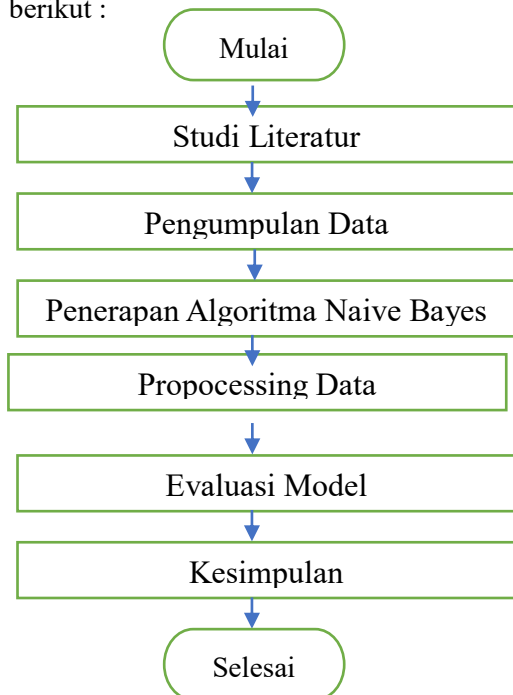 berikut :
Mulai
Studi Literatur
Pengumpulan Data
Penerapan Algoritma Naive Bayes
Propocessing Data
Evaluasi Model
Kesimpulan
Selesai